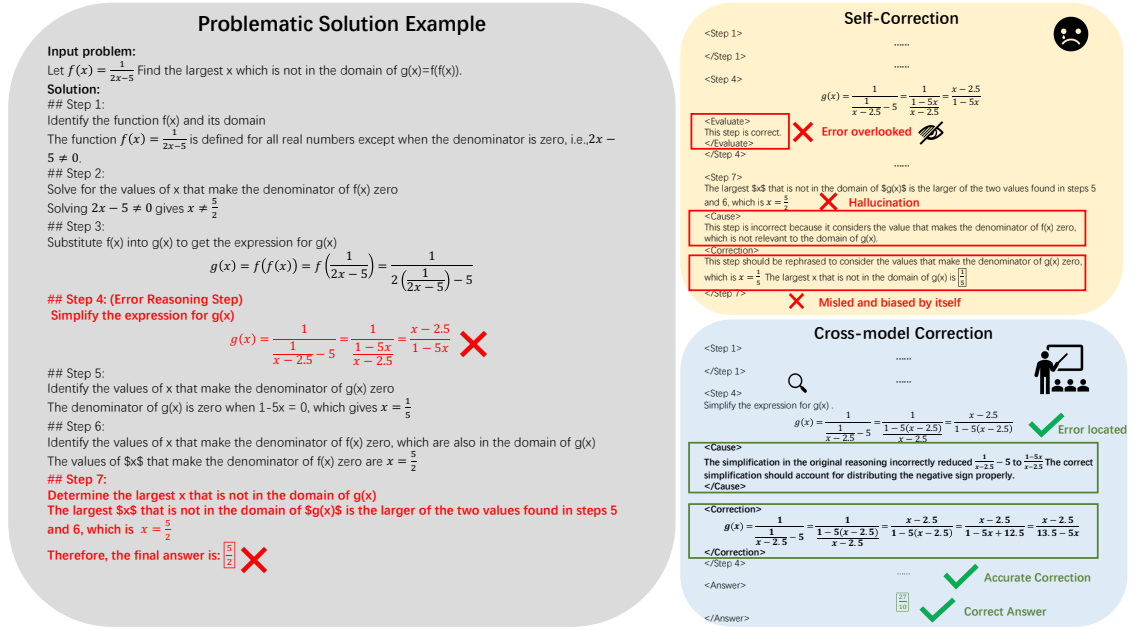 Problematic Solution Example
Input problem:
Let f(x) = 1/(2x−5) Find the largest x which is not in the domain of g(x)=f(f(x)).
Solution:
## Step 1:
Identify the function f(x) and its domain
The function f(x) = 1/(2x−5) is defined for all real numbers except when the denominator is zero, i.e.,2x −
5 ≠ 0.
## Step 2:
Solve for the values of x that make the denominator of f(x) zero
Solving 2x − 5 ≠ 0 gives x ≠ 5/2
## Step 3:
Substitute f(x) into g(x) to get the expression for g(x)
g(x) = f(f(x)) = f(1/(2x − 5)) = 1/(2(1/(2x − 5)) − 5)
## Step 4: (Error Reasoning Step)
Simplify the expression for g(x)
g(x) = 1/(1/(x − 2.5) − 5) = 1/((1 − 5x)/(x − 2.5)) = (x − 2.5)/(1 − 5x)
## Step 5:
Identify the values of x that make the denominator of g(x) zero
The denominator of g(x) is zero when 1-5x = 0, which gives x = 1/5
## Step 6:
Identify the values of x that make the denominator of f(x) zero, which are also in the domain of g(x)
The values of $x$ that make the denominator of f(x) zero are x = 5/2
## Step 7:
Determine the largest x that is not in the domain of g(x)
The largest $x$ that is not in the domain of $g(x)$ is the larger of the two values found in steps 5
and 6, which is x = 5/2
Therefore, the final answer is: 5/2
Self-Correction
<Step 1>
......
</Step 1>
......
<Step 4>
g(x) = 1/(1/(x − 2.5) − 5) = 1/((1 − 5x)/(x − 2.5)) = (x − 2.5)/(1 − 5x)
<Evaluate>
This step is correct.
</Evaluate>
Error overlooked
</Step 4>
......
<Step 7>
The largest $x$ that is not in the domain of $g(x)$ is the larger of the two values found in steps 5
and 6, which is x = 5/2
Hallucination
<Cause>
This step is incorrect because it considers the value that makes the denominator of f(x) zero,
which is not relevant to the domain of g(x).
<Correction>
This step should be rephrased to consider the values that make the denominator of g(x) zero,
which is x = 1/5 The largest x that is not in the domain of g(x) is 1/5
</Step 7>
Misled and biased by itself
Cross-model Correction
<Step 1>
......
</Step 1>
......
<Step 4>
Simplify the expression for g(x) .
g(x) = 1/(1/(x − 2.5) − 5) = 1/((1 − 5(x − 2.5))/(x − 2.5)) = (x − 2.5)/(1 − 5(x − 2.5))
Error located
<Cause>
The simplification in the original reasoning incorrectly reduced 1/(x−2.5) − 5 to (1−5x)/(x−2.5) The correct
simplification should account for distributing the negative sign properly.
</Cause>
<Correction>
g(x) = 1/(1/(x − 2.5) − 5) = 1/((1 − 5(x − 2.5))/(x − 2.5)) = (x − 2.5)/(1 − 5(x − 2.5)) = (x − 2.5)/(1 − 5x + 12.5) = (x − 2.5)/(13.5 − 5x)
</Correction>
</Step 4>
......
Accurate Correction
<Answer>
27/10
Correct Answer
</Answer>